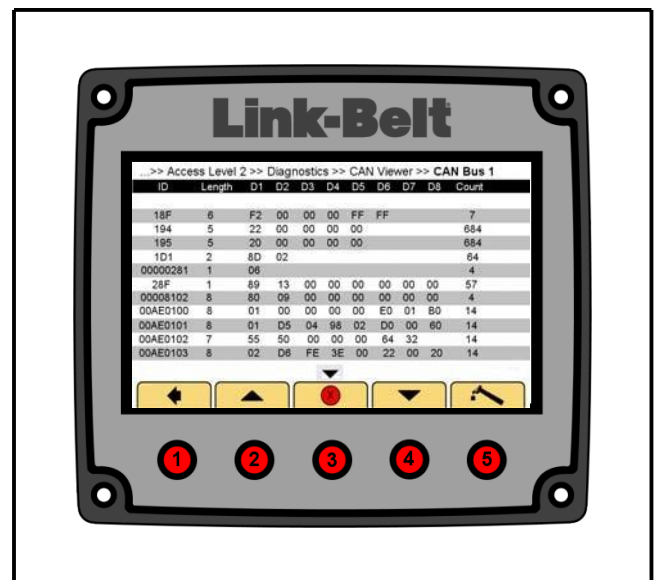 Link-Belt
...>> Access Level 2 >> Diagnostics >> CAN Viewer >> CAN Bus 1
ID Length D1 D2 D3 D4 D5 D6 D7 D8 Count
18F 6 F2 00 00 00 FF FF 7
194 5 22 00 00 00 00 684
195 5 20 00 00 00 00 684
1D1 2 8D 02 64
00000281 1 06 4
28F 1 89 13 00 00 00 00 00 00 57
00008102 8 80 09 00 00 00 00 00 00 4
00AE0100 8 01 00 00 00 00 E0 01 B0 14
00AE0101 8 01 D5 04 98 02 D0 00 60 14
00AE0102 7 55 50 00 00 00 64 32 14
00AE0103 8 02 D6 FE 3E 00 22 00 20 14
X
1 2 3 4 5